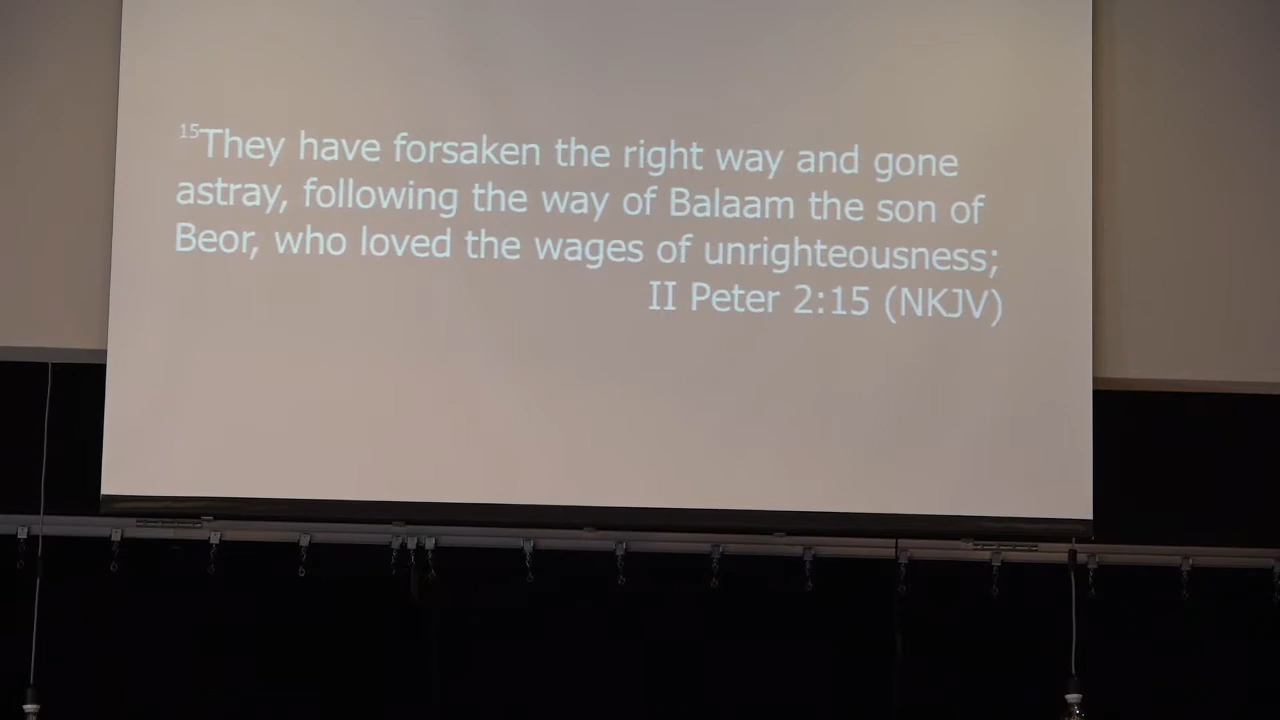 15They have forsaken the right way and gone
astray, following the way of Balaam the son of
Beor, who loved the wages of unrighteousness;
II Peter 2:15 (NKJV)